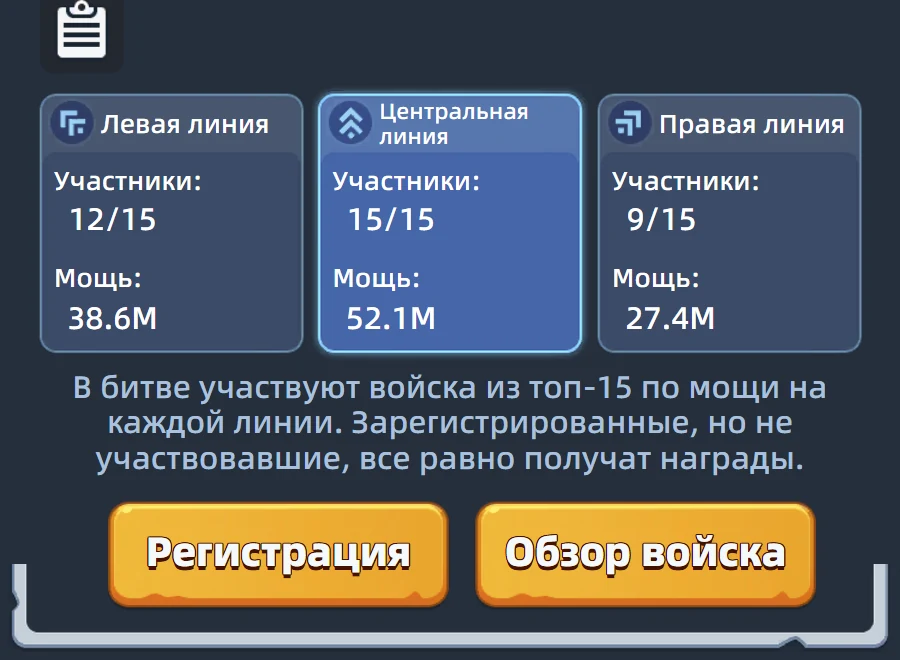 Левая линия
Участники:
12/15
Мощь:
38.6M
Центральная
линия
Участники:
15/15
Мощь:
52.1M
Правая линия
Участники:
9/15
Мощь:
27.4M
В битве участвуют войска из топ-15 по мощи на
каждой линии. Зарегистрированные, но не
участвовавшие, все равно получат награды.
Регистрация
Обзор войска